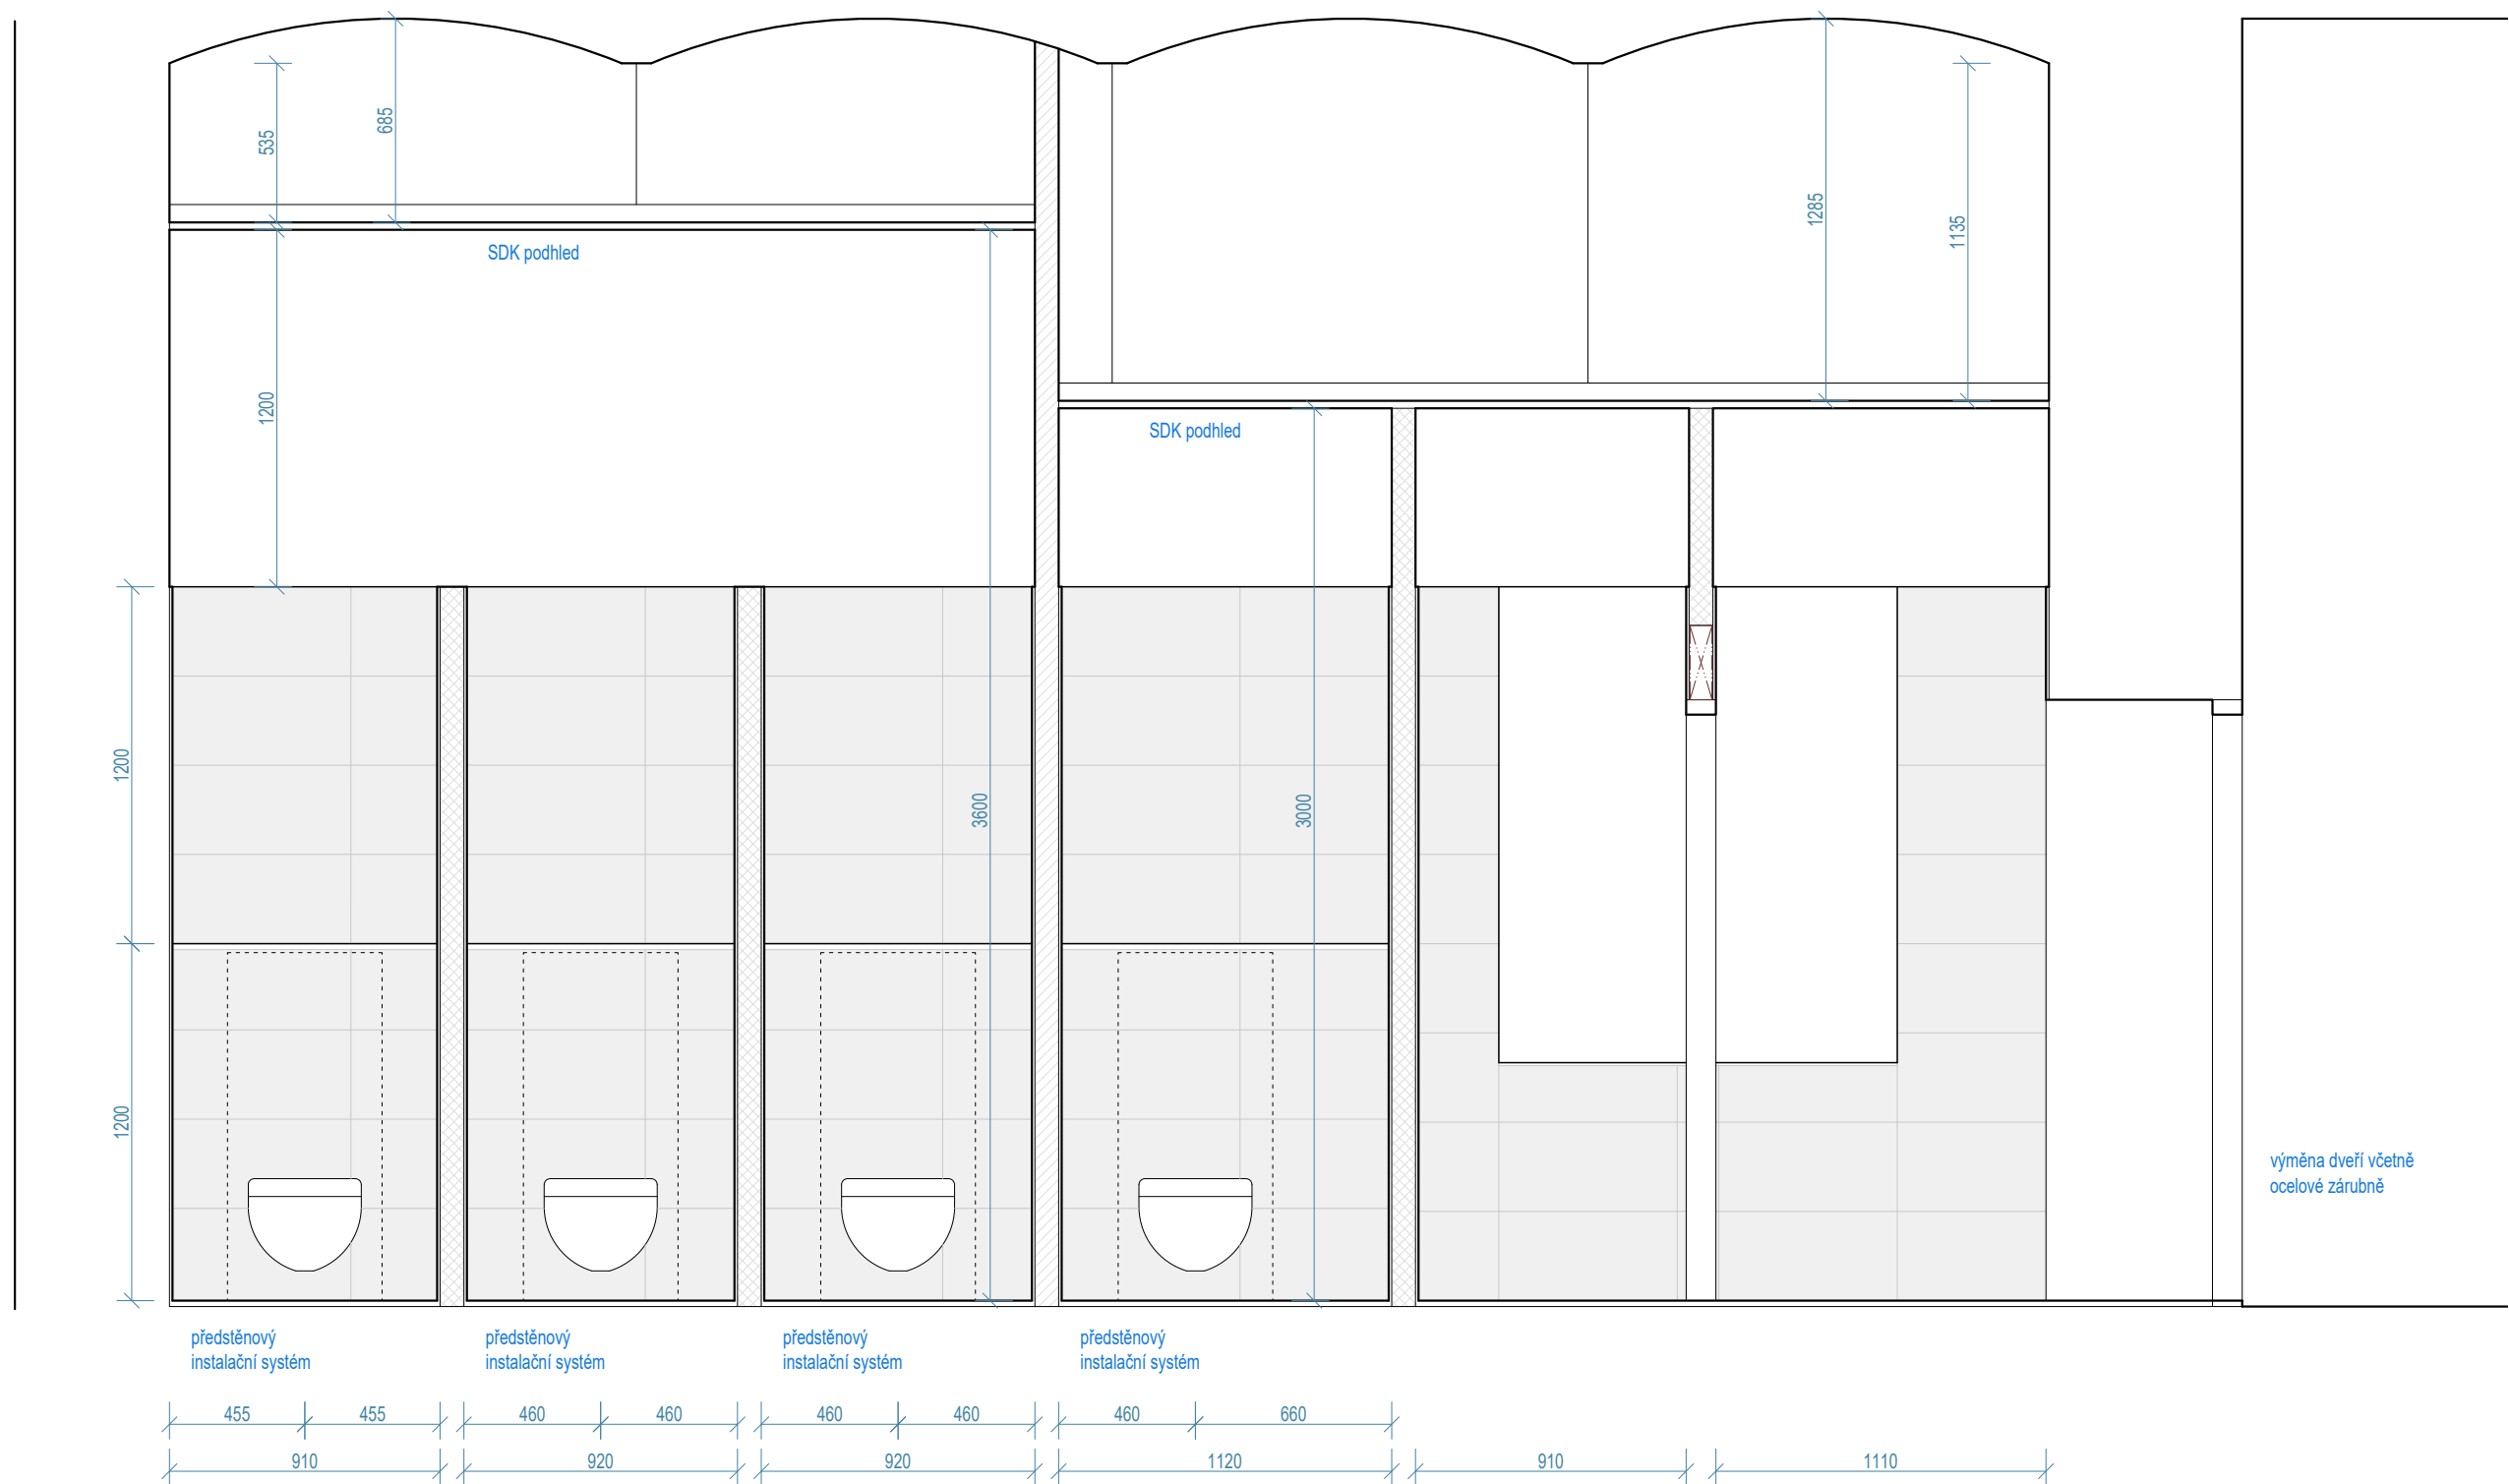 685
535
1285
1135
SDK podhled
1200
SDK podhled
1200
3600
3000
1200
výměna dveří včetně
ocelové zárubně
předstěnový
instalační systém
předstěnový
instalační systém
předstěnový
instalační systém
předstěnový
instalační systém
455 455 460 460 460 460 460 660
910 920 920 1120 910 1110